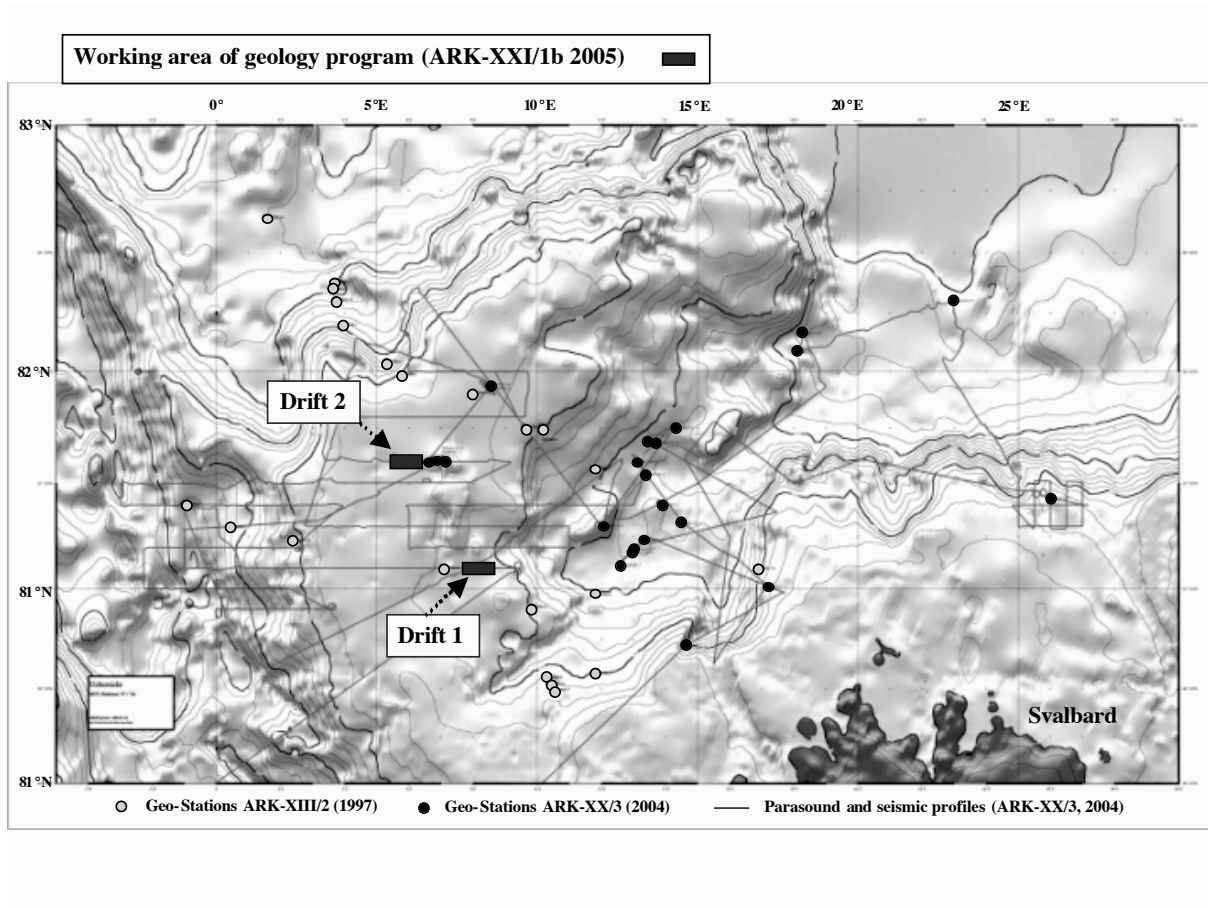 Working area of geology program (ARK-XXI/1b 2005)
0° 5°E 10°E 15°E 20°E 25°E
83°N
82°N
Drift 2
81°N
Drift 1
Svalbard
81°N
Geo-Stations ARK-XIII/2 (1997) Geo-Stations ARK-XX/3 (2004) Parasound and seismic profiles (ARK-XX/3, 2004)